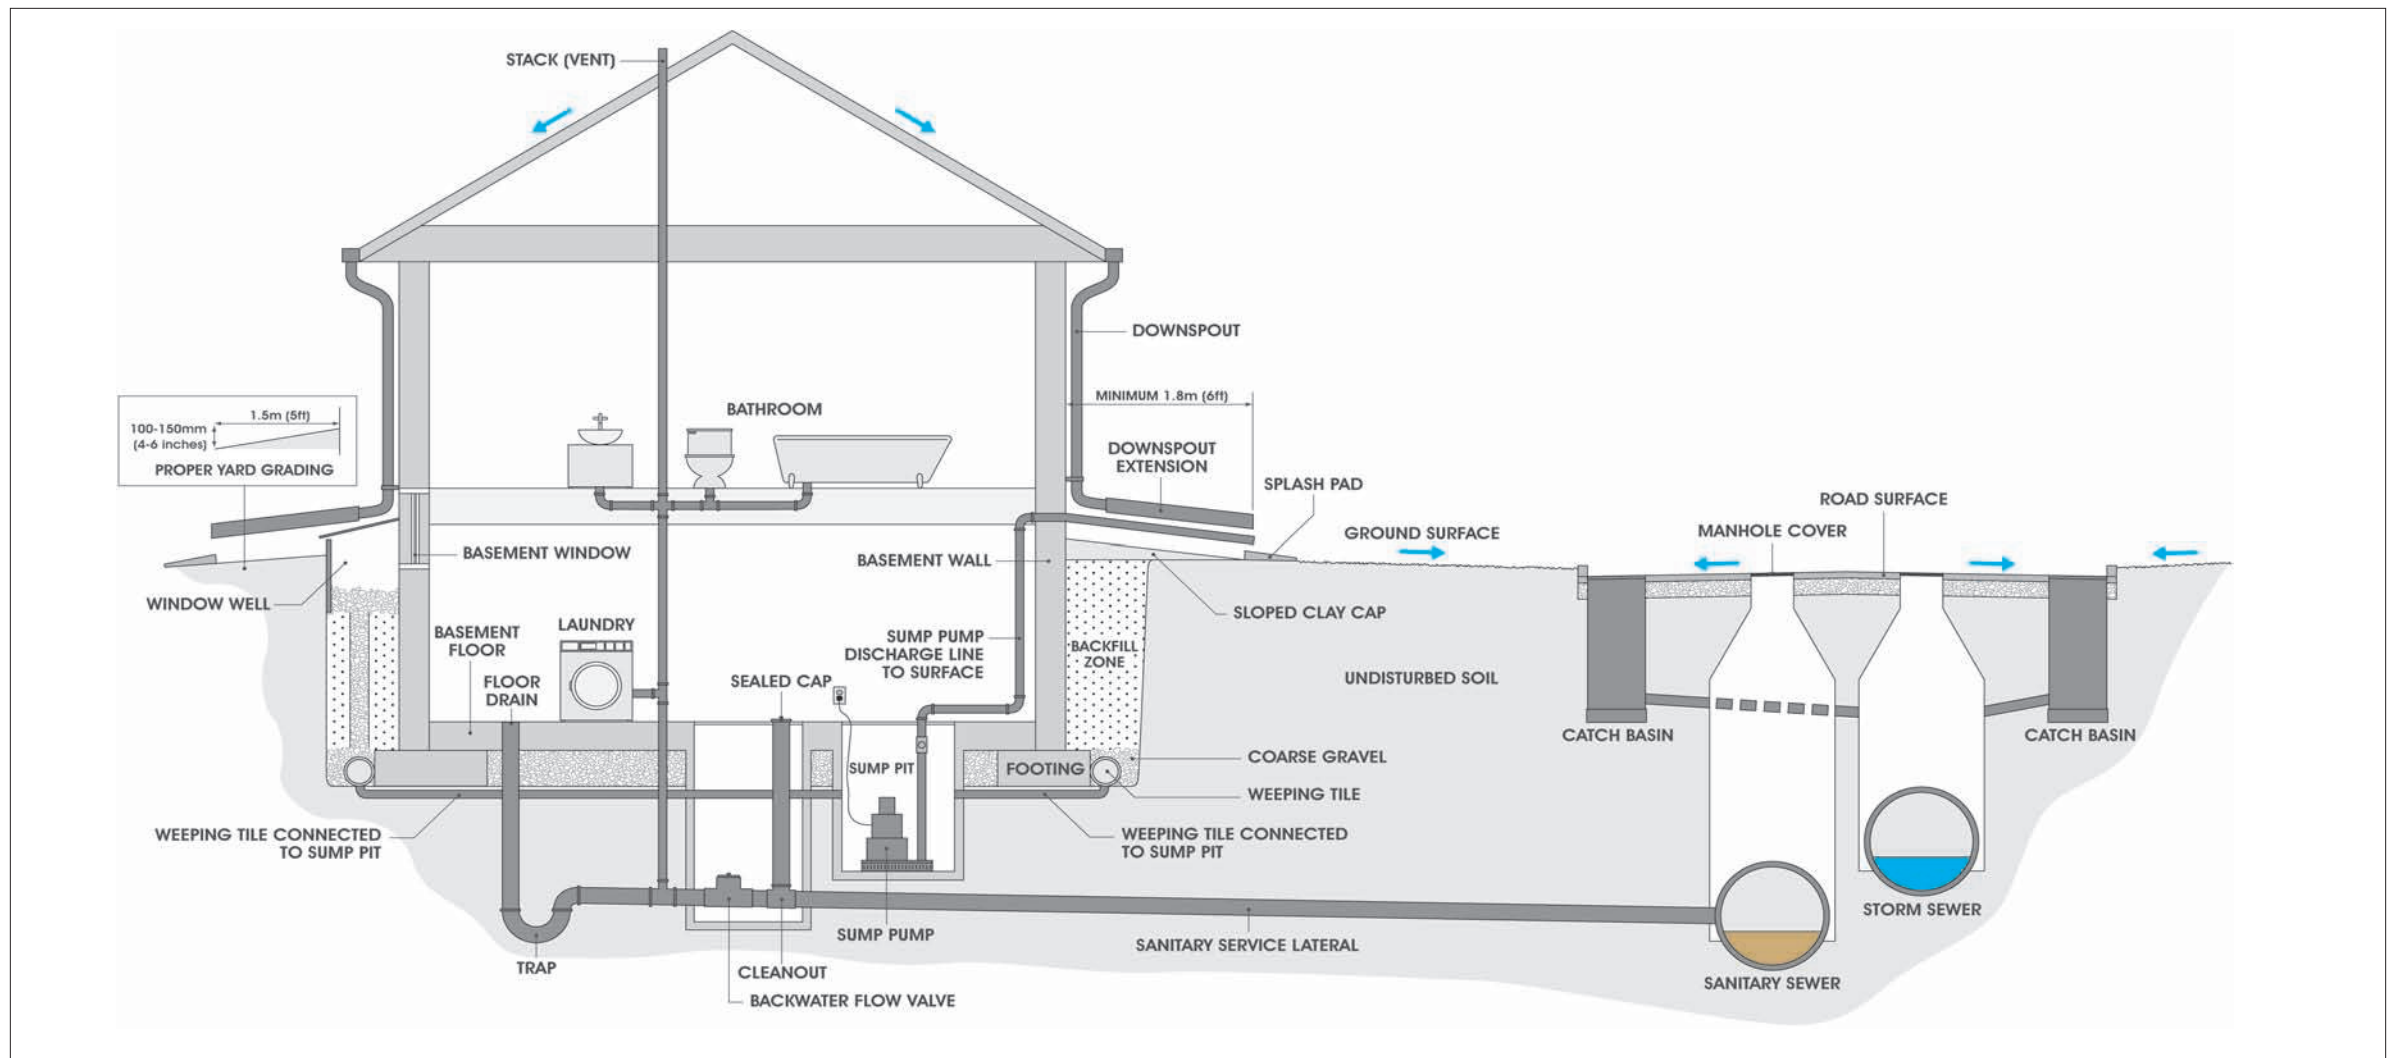 STACK (VENT)
DOWNSPOUT
MINIMUM 1.8m (6ft)
1.5m (5ft)
100-150mm
(4-6 inches)
PROPER YARD GRADING
BATHROOM
DOWNSPOUT
EXTENSION
SPLASH PAD
ROAD SURFACE
GROUND SURFACE
MANHOLE COVER
BASEMENT WINDOW
BASEMENT WALL
WINDOW WELL
SLOPED CLAY CAP
BASEMENT
FLOOR
LAUNDRY
SUMP PUMP
DISCHARGE LINE
TO SURFACE
BACKFILL
ZONE
FLOOR
DRAIN
SEALED CAP
UNDISTURBED SOIL
CATCH BASIN
CATCH BASIN
SUMP PIT
FOOTING
COARSE GRAVEL
WEEPING TILE
WEEPING TILE CONNECTED
TO SUMP PIT
WEEPING TILE CONNECTED
TO SUMP PIT
STORM SEWER
SUMP PUMP
SANITARY SERVICE LATERAL
TRAP
CLEANOUT
SANITARY SEWER
BACKWATER FLOW VALVE